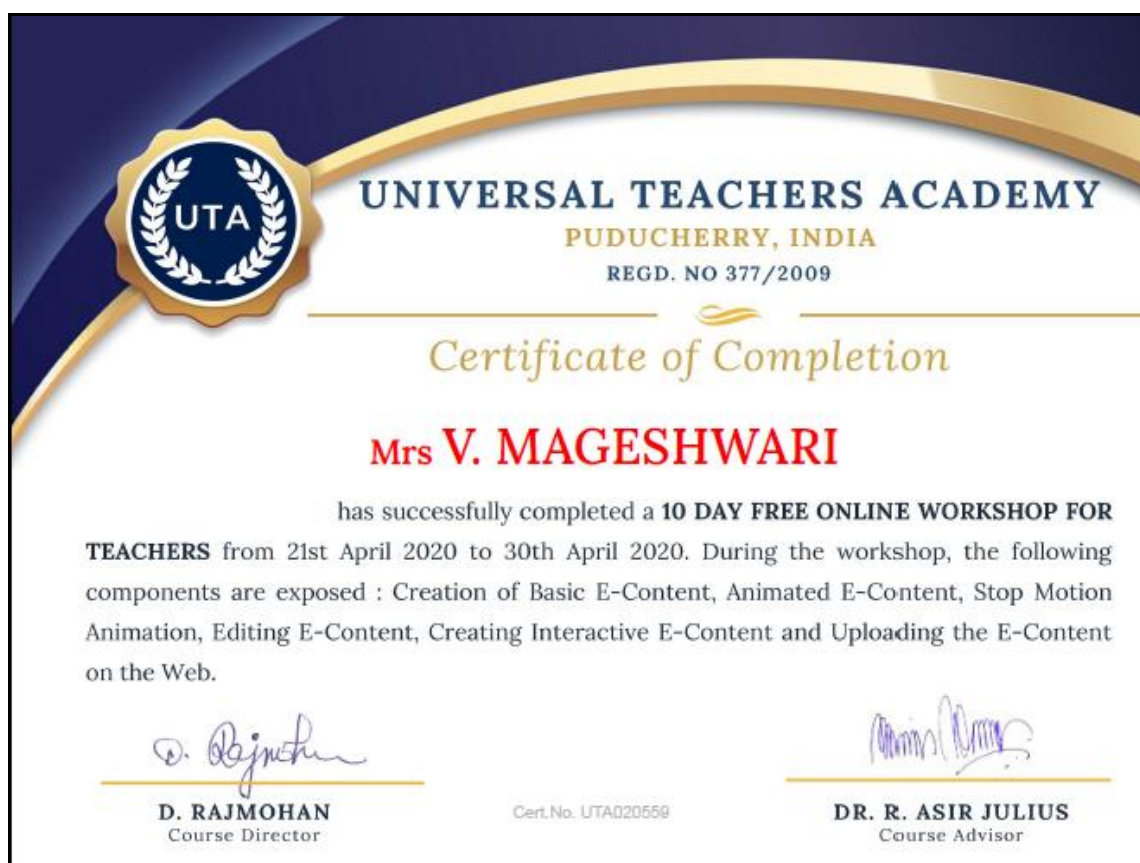 UTA
UNIVERSAL TEACHERS ACADEMY
PUDUCHERRY, INDIA
REGD. NO 377/2009
Certificate of Completion
Mrs V. MAGESHWARI
has successfully completed a 10 DAY FREE ONLINE WORKSHOP FOR
TEACHERS from 21st April 2020 to 30th April 2020. During the workshop, the following
components are exposed : Creation of Basic E-Content, Animated E-Content, Stop Motion
Animation, Editing E-Content, Creating Interactive E-Content and Uploading the E-Content
on the Web.
D. Rajmohan
D. RAJMOHAN
Course Director
Cert.No. UTA020559
DR. R. ASIR JULIUS
Course Advisor